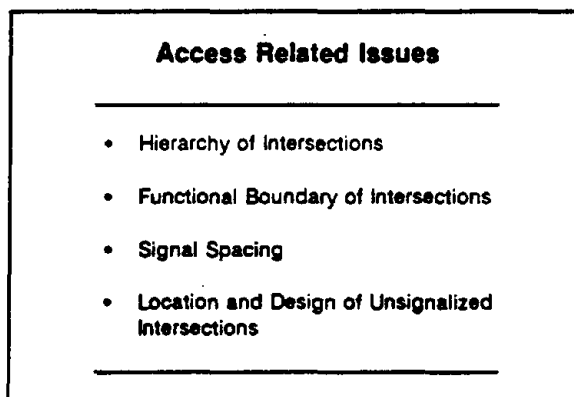 Access Related Issues
• Hierarchy of Intersections
• Functional Boundary of Intersections
• Signal Spacing
• Location and Design of Unsignalized
Intersections